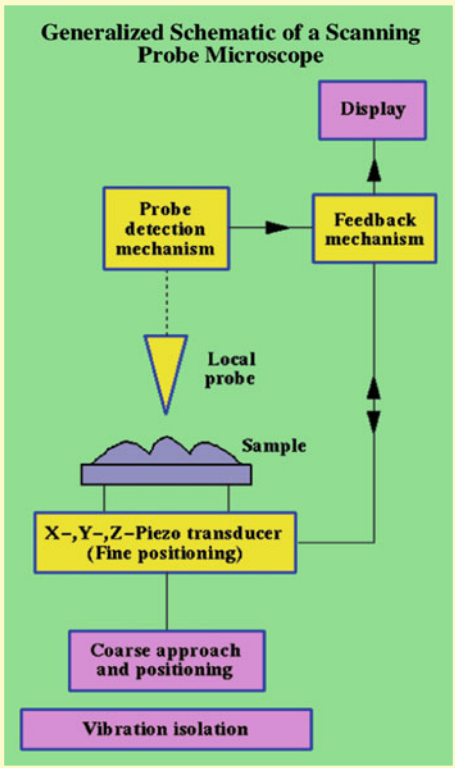 Generalized Schematic of a Scanning
Probe Microscope
Display
Probe
detection
mechanism
Feedback
mechanism
Local
probe
Sample
X-,Y-,Z-Piezo transducer
(Fine positioning)
Coarse approach
and positioning
Vibration isolation